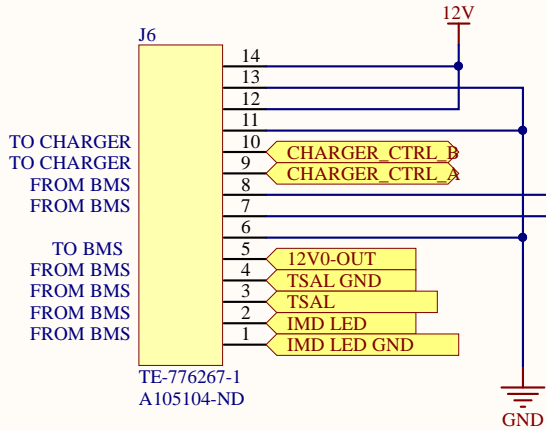 12V
J6
14
13
12
11
TO CHARGER 10 CHARGER_CTRL_B
TO CHARGER 9 CHARGER_CTRL_A
FROM BMS 8
FROM BMS 7
6
TO BMS 5 12V0-OUT
FROM BMS 4 TSAL GND
FROM BMS 3 TSAL
FROM BMS 2 IMD LED
FROM BMS 1 IMD LED GND
TE-776267-1
A105104-ND
GND